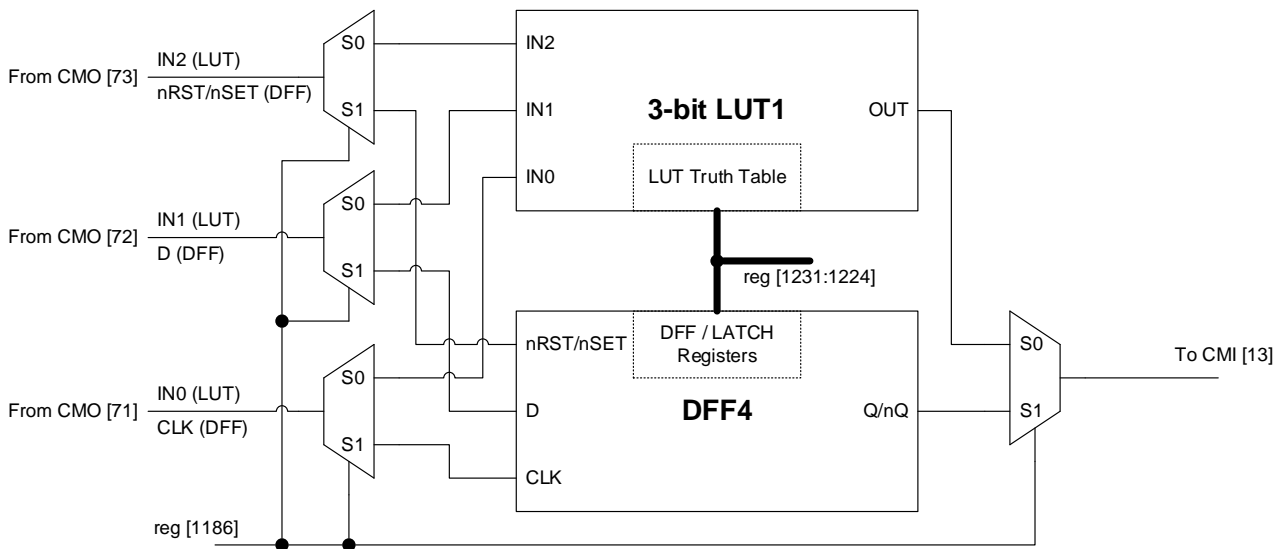 From CMO [73]
IN2 (LUT)
nRST/nSET (DFF)
S0
S1
From CMO [72]
IN1 (LUT)
D (DFF)
S0
S1
From CMO [71]
IN0 (LUT)
CLK (DFF)
S0
S1
reg [1186]
IN2
IN1
IN0
3-bit LUT1
OUT
LUT Truth Table
reg [1231:1224]
DFF / LATCH
Registers
nRST/nSET
D
CLK
DFF4
Q/nQ
S0
S1
To CMI [13]